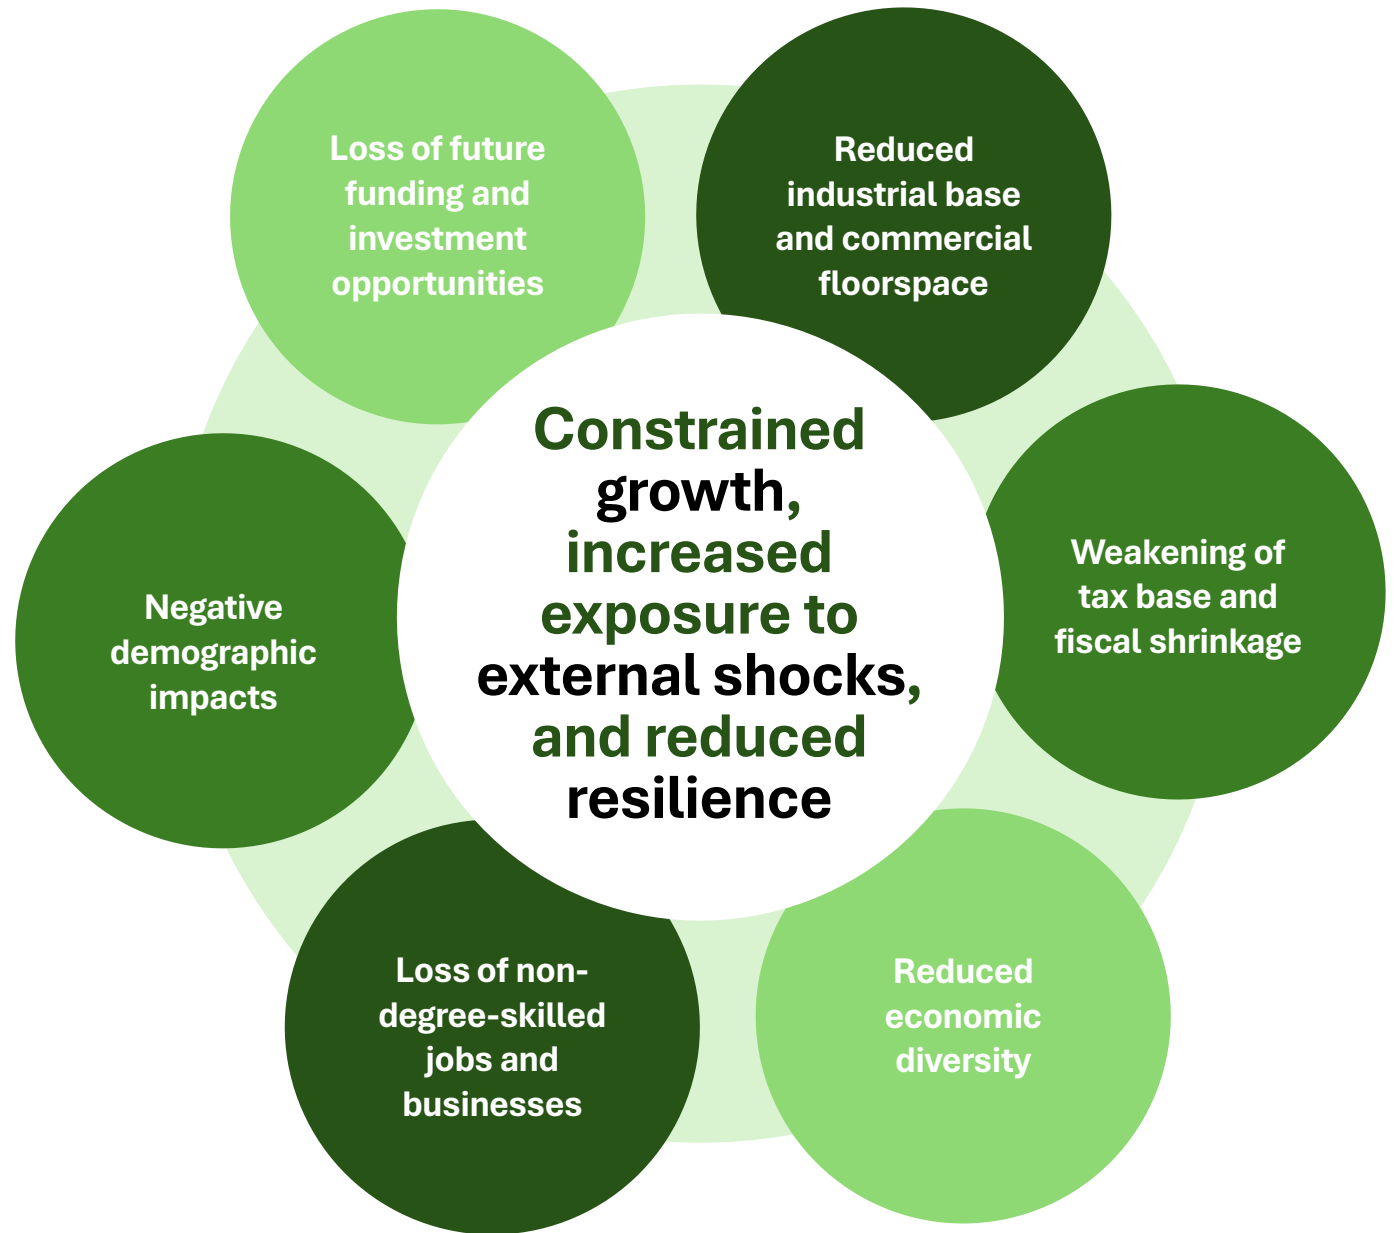 Loss of future
funding and
investment
opportunities
Reduced
industrial base
and commercial
floorspace
Constrained
growth,
increased
exposure to
external shocks,
and reduced
resilience
Weakening of
tax base and
fiscal shrinkage
Negative
demographic
impacts
Loss of non-
degree-skilled
jobs and
businesses
Reduced
economic
diversity